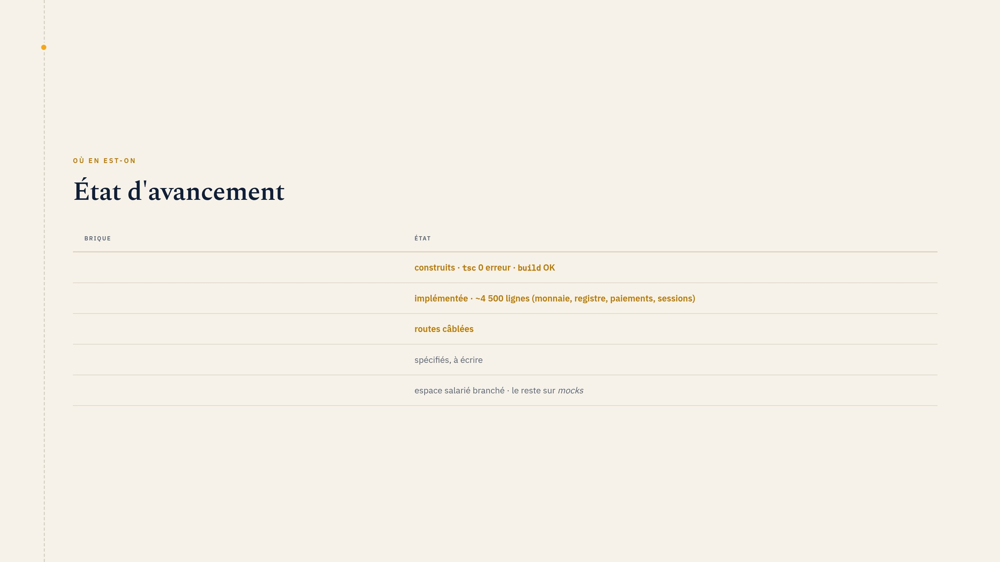 OÙ EN EST-ON
État d'avancement
BRIQUE ÉTAT
construits · tsc 0 erreur · build OK
implémentée · ~4 500 lignes (monnaie, registre, paiements, sessions)
routes câblées
spécifiés, à écrire
espace salarié branché · le reste sur mocks